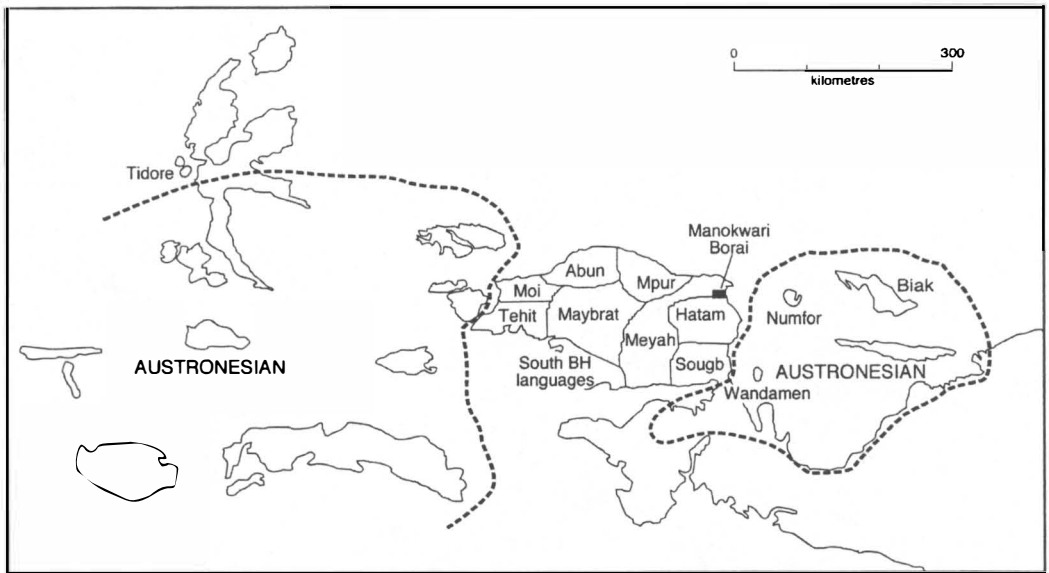 0 300
kilometres
Tidore
Manokwari
Borai
Abun
Mpur
Moi
Biak
Tehit
Maybrat
Hatam
Numfor
Meyah
South BH
languages
Sougb
AUSTRONESIAN
AUSTRONESIAN
Wandamen